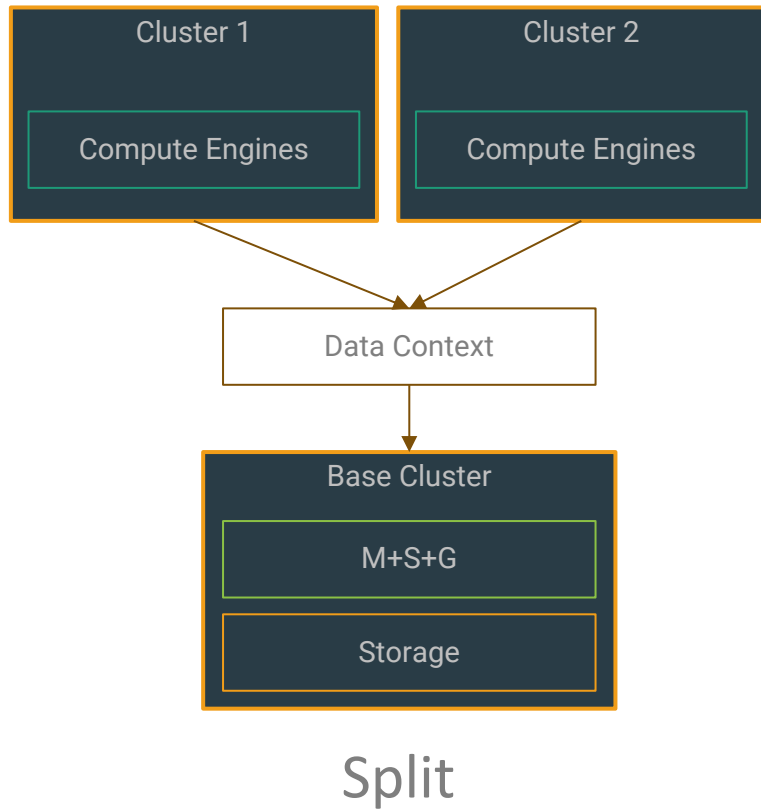 Cluster 1
Cluster 2
Compute Engines
Compute Engines
Data Context
Base Cluster
M+S+G
Storage
Split